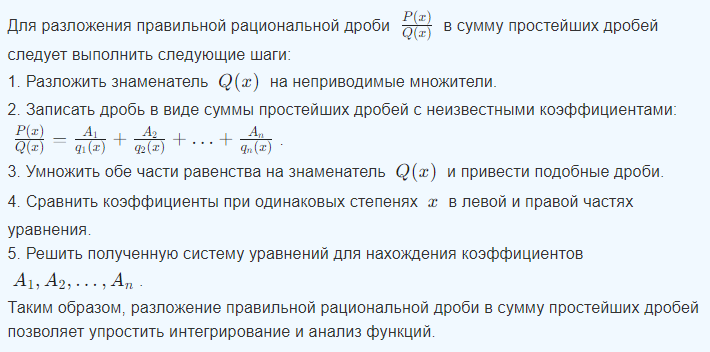 Для разложения правильной рациональной дроби $\frac{P(x)}{Q(x)}$ в сумму простейших дробей
следует выполнить следующие шаги:
1. Разложить знаменатель $Q(x)$ на неприводимые множители.
2. Записать дробь в виде суммы простейших дробей с неизвестными коэффициентами:
$\frac{P(x)}{Q(x)} = \frac{A_1}{q_1(x)} + \frac{A_2}{q_2(x)} + \ldots + \frac{A_n}{q_n(x)}$ .
3. Умножить обе части равенства на знаменатель $Q(x)$ и привести подобные дроби.
4. Сравнить коэффициенты при одинаковых степенях $x$ в левой и правой частях
уравнения.
5. Решить полученную систему уравнений для нахождения коэффициентов
$A_1, A_2, \ldots, A_n$ .
Таким образом, разложение правильной рациональной дроби в сумму простейших дробей
позволяет упростить интегрирование и анализ функций.